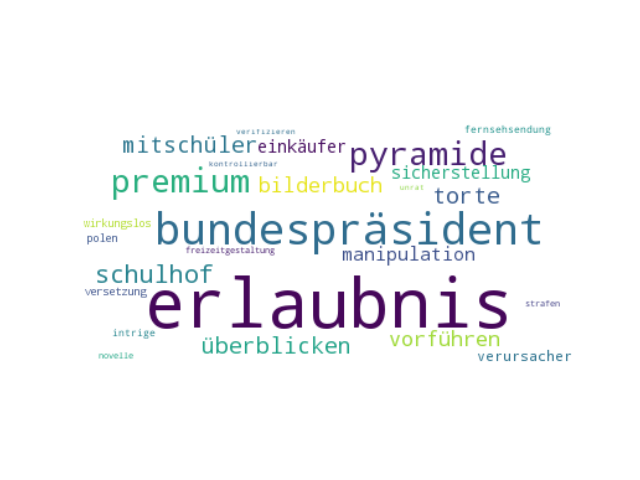 verifizieren
fernsehsendung
mitschüler
einkäufer
pyramide
kontrollierbar
sicherstellung
premium
bilderbuch
unrat
torte
wirkungslos
bundespräsident
polen
freizeitgestaltung
manipulation
schulhof
versetzung
erlaubnis
strafen
intrige
überblicken
vorführen
novelle
verursacher